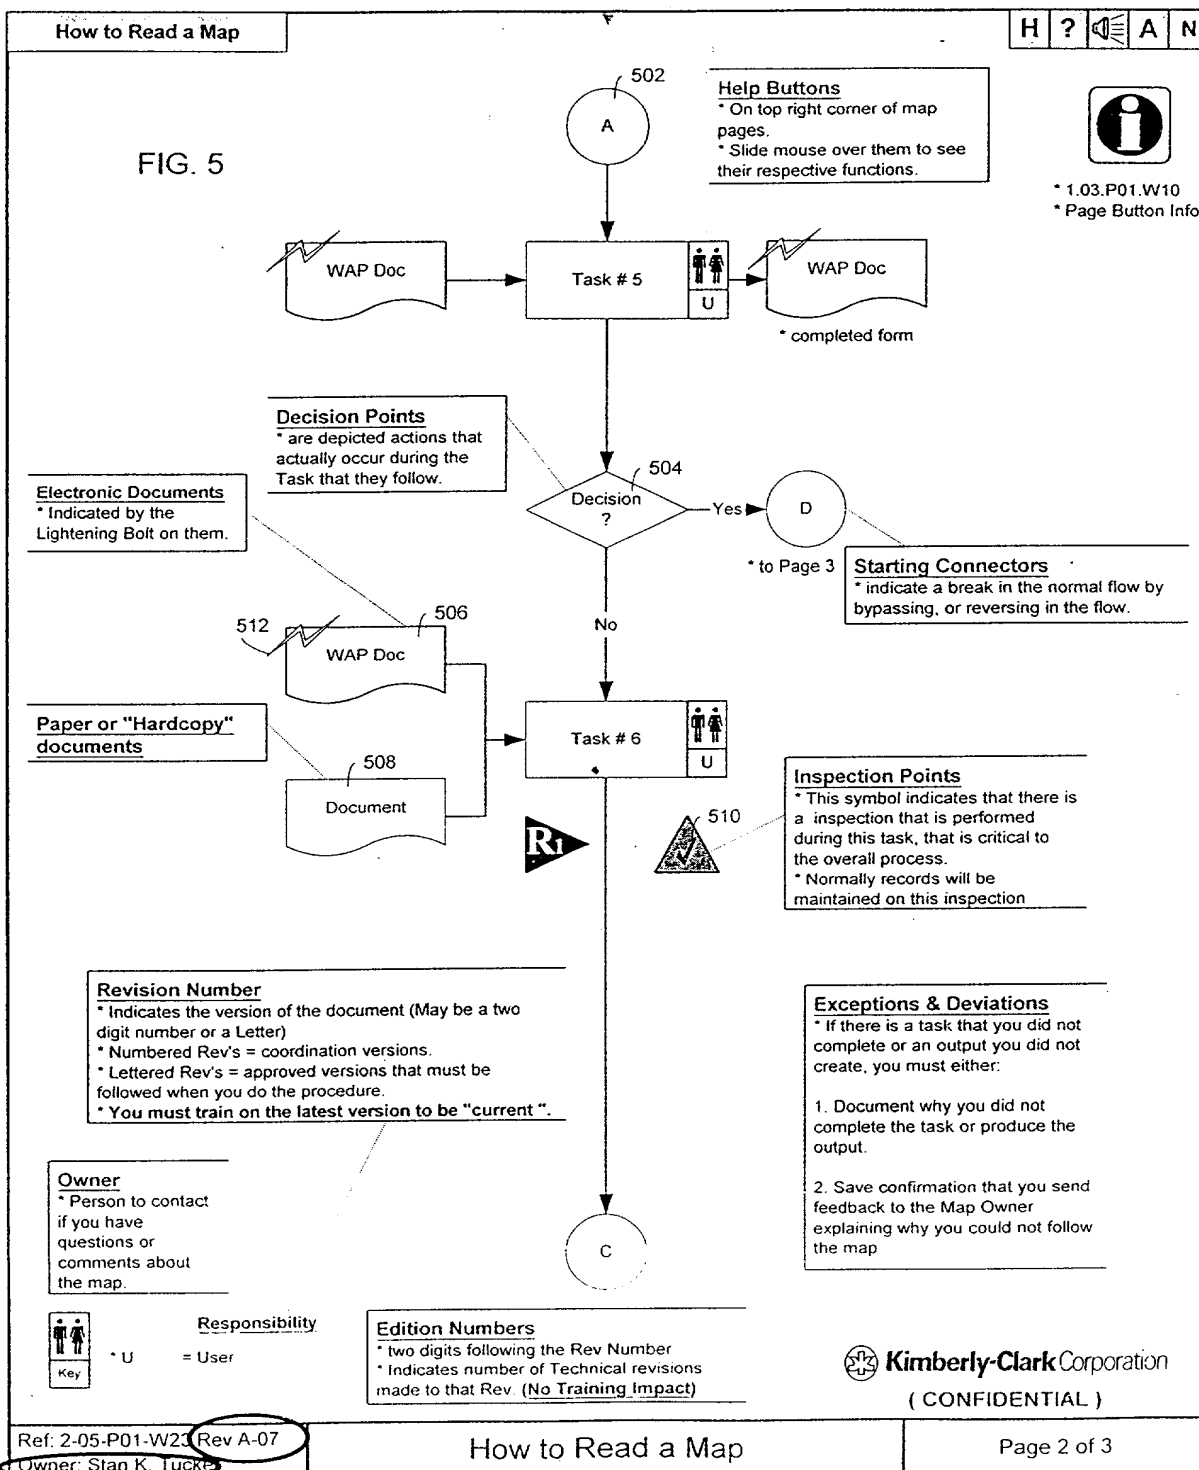 How to Read a Map
H ? A N
FIG. 5
502
A
Help Buttons
* On top right corner of map
pages.
* Slide mouse over them to see
their respective functions.
* 1.03.P01.W10
* Page Button Info
WAP Doc
Task # 5
U
WAP Doc
* completed form
Decision Points
* are depicted actions that
actually occur during the
Task that they follow.
504
Decision
?
Yes
D
* to Page 3
Electronic Documents
* Indicated by the
Lightening Bolt on them.
Starting Connectors
* indicate a break in the normal flow by
bypassing, or reversing in the flow.
No
512
506
WAP Doc
Paper or "Hardcopy"
documents
Task # 6
U
508
Document
R1
510
Inspection Points
* This symbol indicates that there is
a inspection that is performed
during this task, that is critical to
the overall process.
* Normally records will be
maintained on this inspection
Revision Number
* Indicates the version of the document (May be a two
digit number or a Letter)
* Numbered Rev's = coordination versions.
* Lettered Rev's = approved versions that must be
followed when you do the procedure.
* You must train on the latest version to be "current ".
Exceptions & Deviations
* If there is a task that you did not
complete or an output you did not
create, you must either:
1. Document why you did not
complete the task or produce the
output.
2. Save confirmation that you send
feedback to the Map Owner
explaining why you could not follow
the map
Owner
* Person to contact
if you have
questions or
comments about
the map.
C
Responsibility
Key
* U = User
Edition Numbers
* two digits following the Rev Number
* Indicates number of Technical revisions
made to that Rev. (No Training Impact)
Kimberly-Clark Corporation
( CONFIDENTIAL )
Ref: 2-05-P01-W23 Rev A-07
Owner: Stan K. Tucke
How to Read a Map
Page 2 of 3